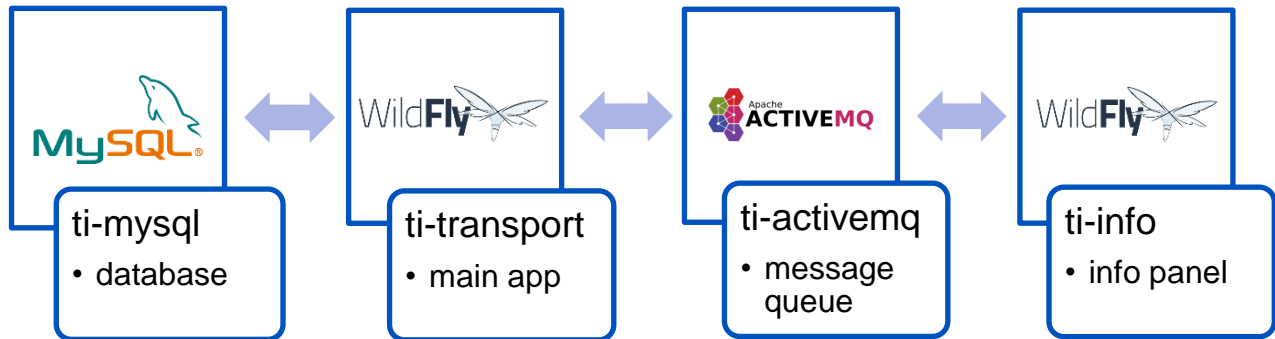 MySQL®
ti-mysql
• database
WildFly
ti-transport
• main app
Apache
ACTIVEMQ
ti-activemq
• message
queue
WildFly
ti-info
• info panel